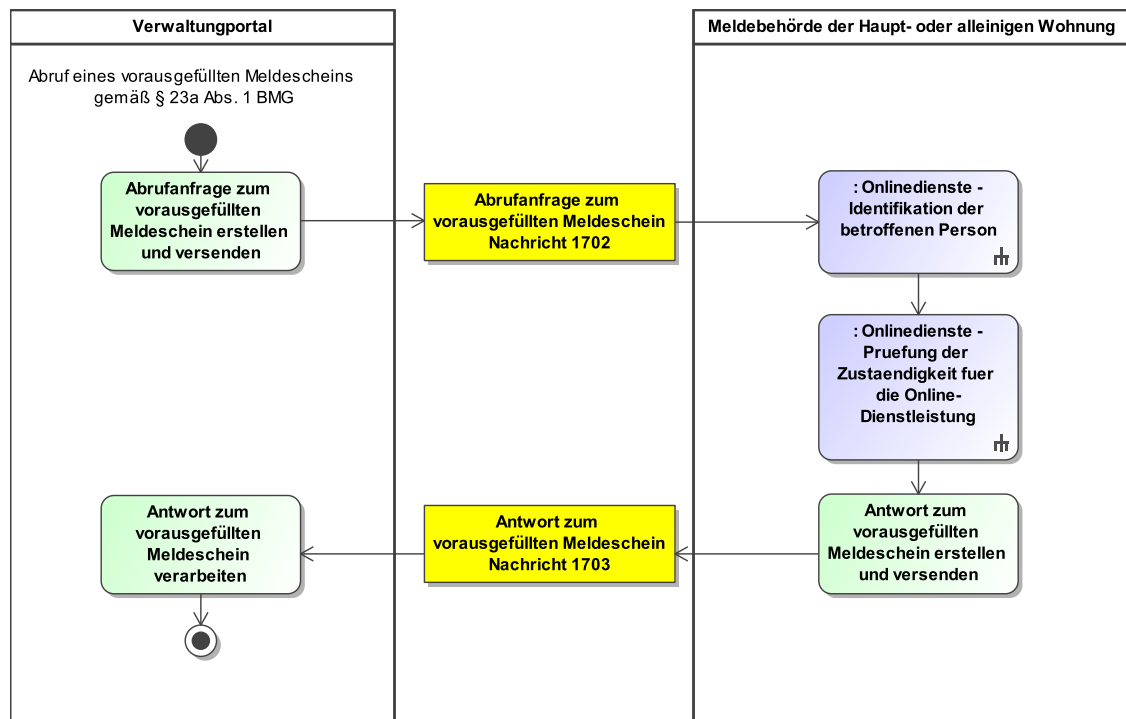 Verwaltungportal
Meldebehörde der Haupt- oder alleinigen Wohnung
Abruf eines vorausgefüllten Meldescheins
gemäß § 23a Abs. 1 BMG
Abrufanfrage zum
vorausgefüllten
Meldeschein erstellen
und versenden
Abrufanfrage zum
vorausgefüllten Meldeschein
Nachricht 1702
: Onlinedienste -
Identifikation der
betroffenen Person
: Onlinedienste -
Pruefung der
Zustaendigkeit fuer
die Online-
Dienstleistung
Antwort zum
vorausgefüllten
Meldeschein erstellen
und versenden
Antwort zum
vorausgefüllten Meldeschein
Nachricht 1703
Antwort zum
vorausgefüllten
Meldeschein
verarbeiten